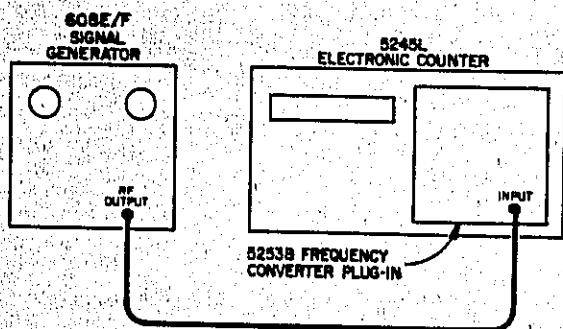 608E/F
SIGNAL
GENERATOR
5245L
ELECTRONIC COUNTER
RF
OUTPUT
INPUT
5253B FREQUENCY
CONVERTER PLUG-IN